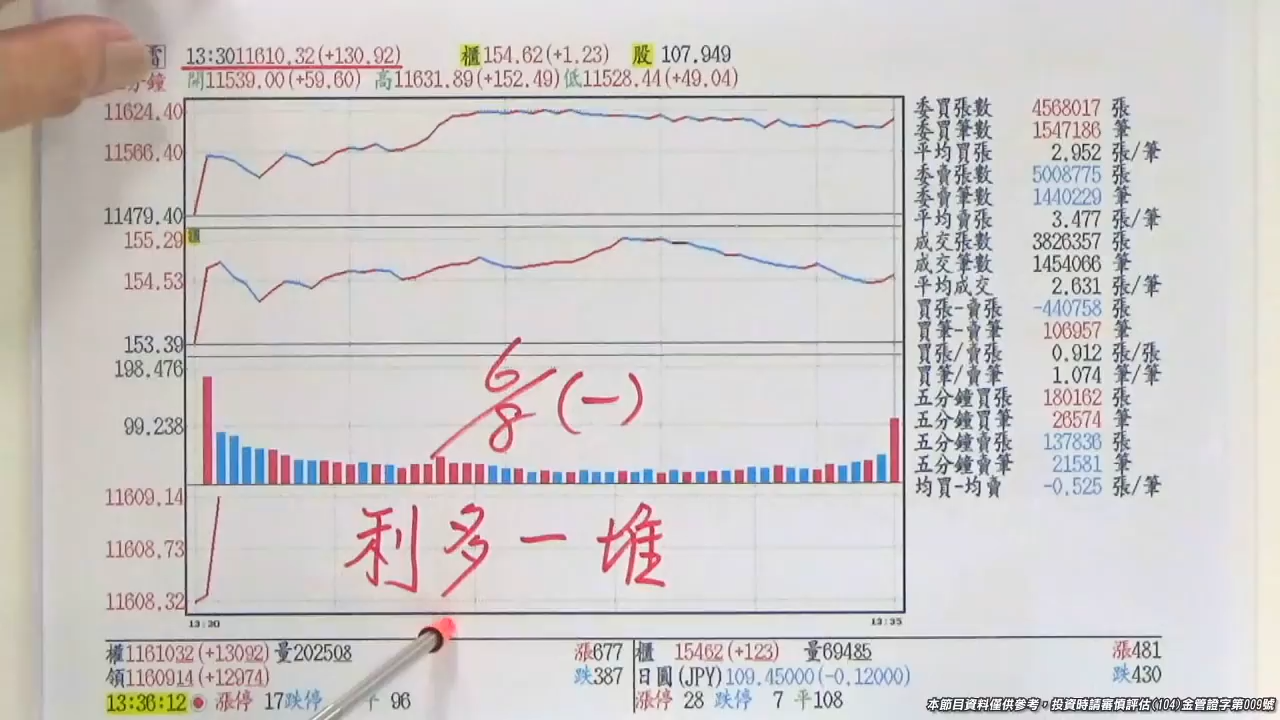 13:3011610.32(+130.92) 櫃154.62(+1.23) 股 107.949
分鐘 開11539.00(+59.60) 高11631.89(+152.49)低11528.44(+49.04)
11624.40
11566.40
11479.40
155.29
154.53
153.39
198.476
99.238
11609.14
11608.73
11608.32
13:30
13:35
6/8 (一)
利多一堆
委買張數 4568017 張
委買筆數 1547186 筆
平均買張 2.952 張/筆
委賣張數 5008775 張
委賣筆數 1440229 筆
平均賣張 3.477 張/筆
成交張數 3826357 張
成交筆數 1454066 筆
平均成交 2.631 張/筆
買張-賣張 -440758 張
買筆-賣筆 106957 筆
買張/賣張 0.912 張/張
買筆/賣筆 1.074 筆/筆
五分鐘買張 180162 張
五分鐘買筆 26574 筆
五分鐘賣張 137836 張
五分鐘賣筆 21581 筆
均買-均賣 -0.525 張/筆
權1161032(+13092) 量202508 漲677
領1160914(+12974) 跌387
13:36:12 漲停 17跌停 平 96
櫃 15462(+123) 量69485 漲481
日圓(JPY)109.45000(-0.12000) 跌430
漲停 28 跌停 7 平108
本節目資料僅供參考，投資時請審慎評估(104)金管證字第009號